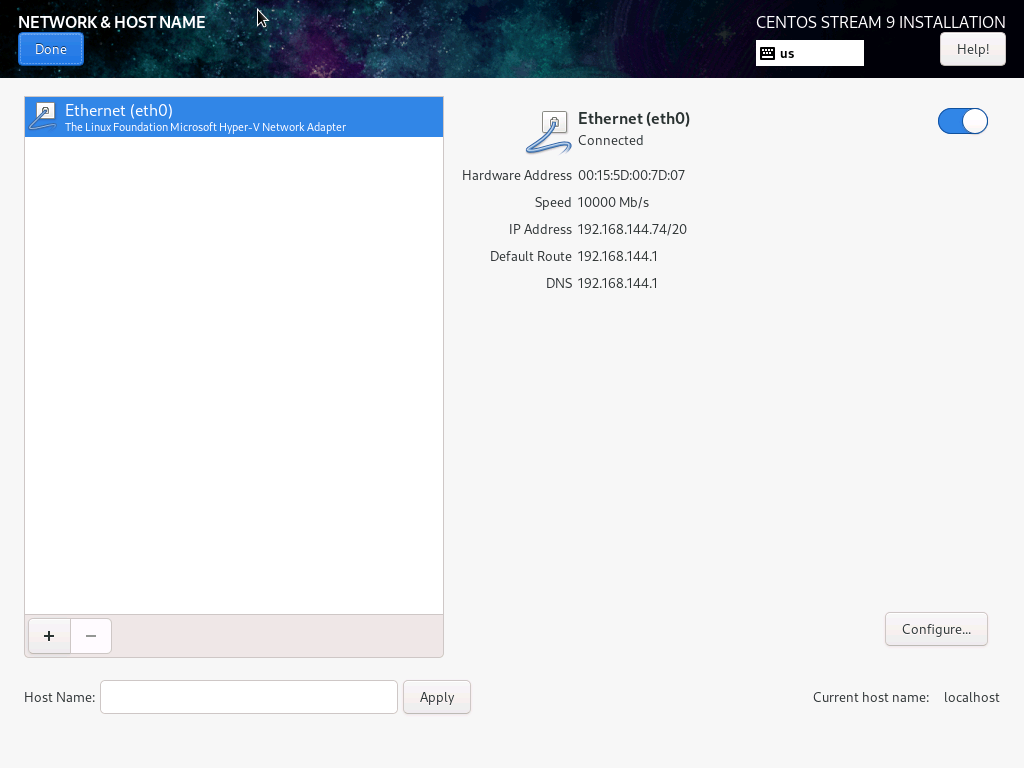 NETWORK & HOST NAME
CENTOS STREAM 9 INSTALLATION
Done
us
Help!
Ethernet (eth0)
The Linux Foundation Microsoft Hyper-V Network Adapter
Ethernet (eth0)
Connected
Hardware Address 00:15:5D:00:7D:07
Speed 10000 Mb/s
IP Address 192.168.144.74/20
Default Route 192.168.144.1
DNS 192.168.144.1
+ −
Configure...
Host Name: Apply
Current host name: localhost